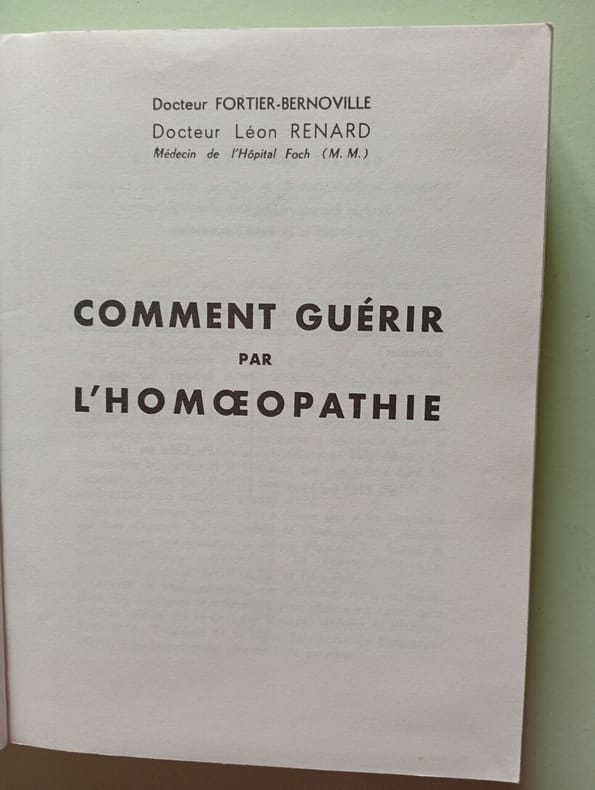 Docteur FORTIER-BERNOVILLE
Docteur Léon RENARD
Médecin de l'Hôpital Foch (M. M.)
COMMENT GUÉRIR
PAR
L'HOMŒOPATHIE